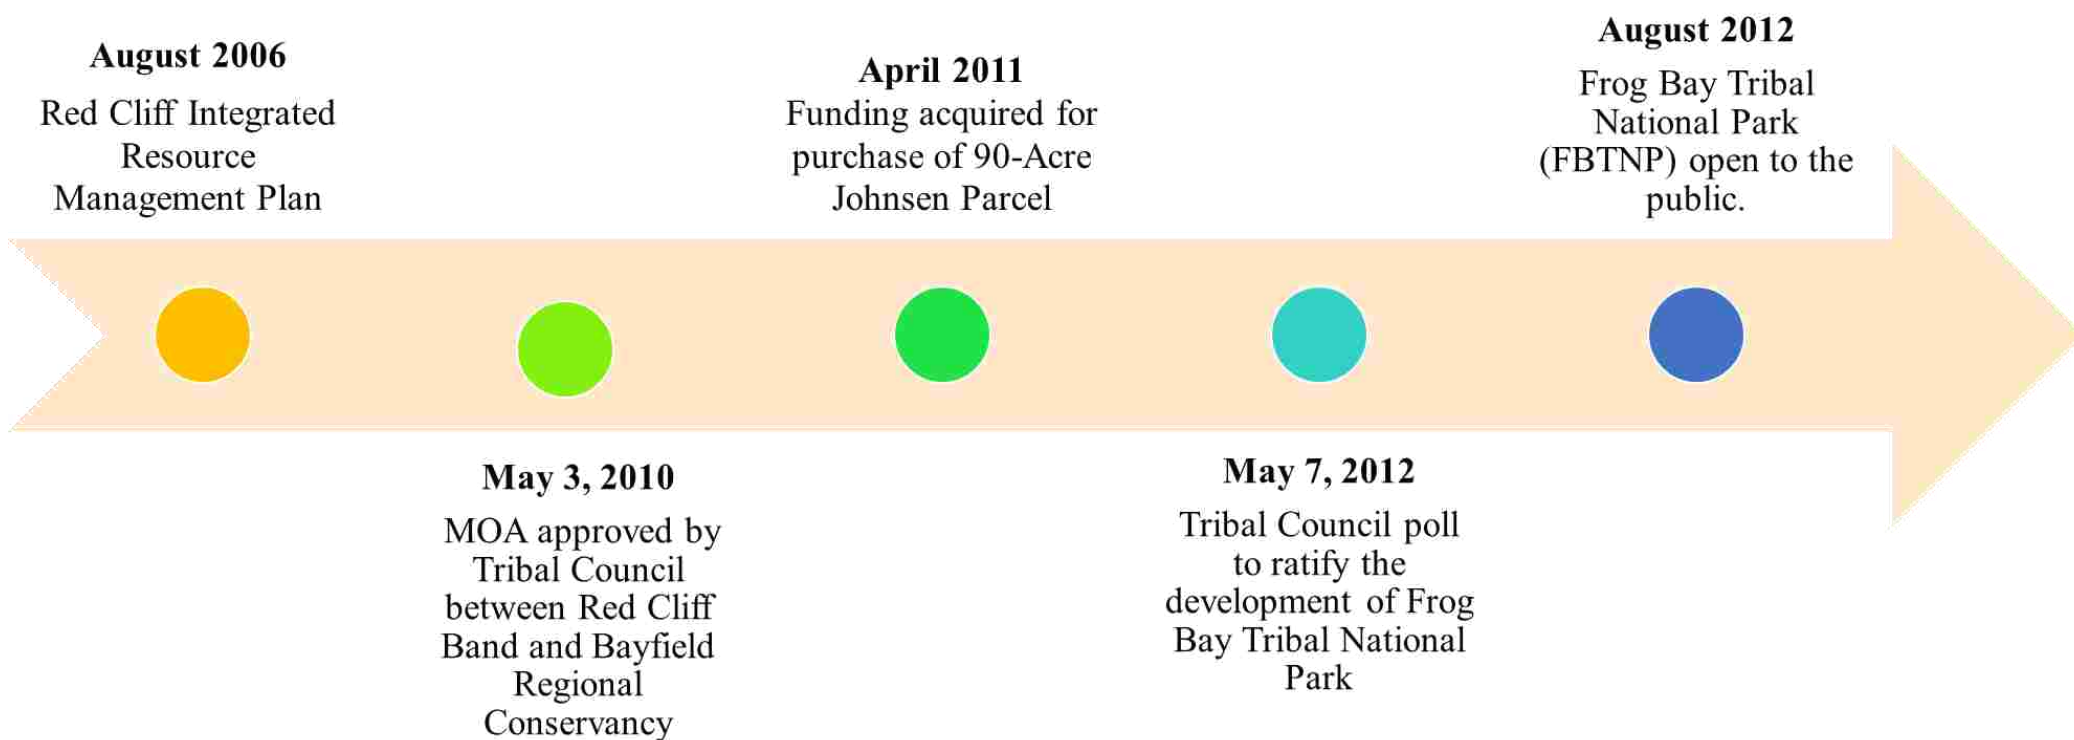 August 2006
Red Cliff Integrated
Resource
Management Plan
May 3, 2010
MOA approved by
Tribal Council
between Red Cliff
Band and Bayfield
Regional
Conservancy
April 2011
Funding acquired for
purchase of 90-Acre
Johnsen Parcel
May 7, 2012
Tribal Council poll
to ratify the
development of Frog
Bay Tribal National
Park
August 2012
Frog Bay Tribal
National Park
(FBTNP) open to the
public.